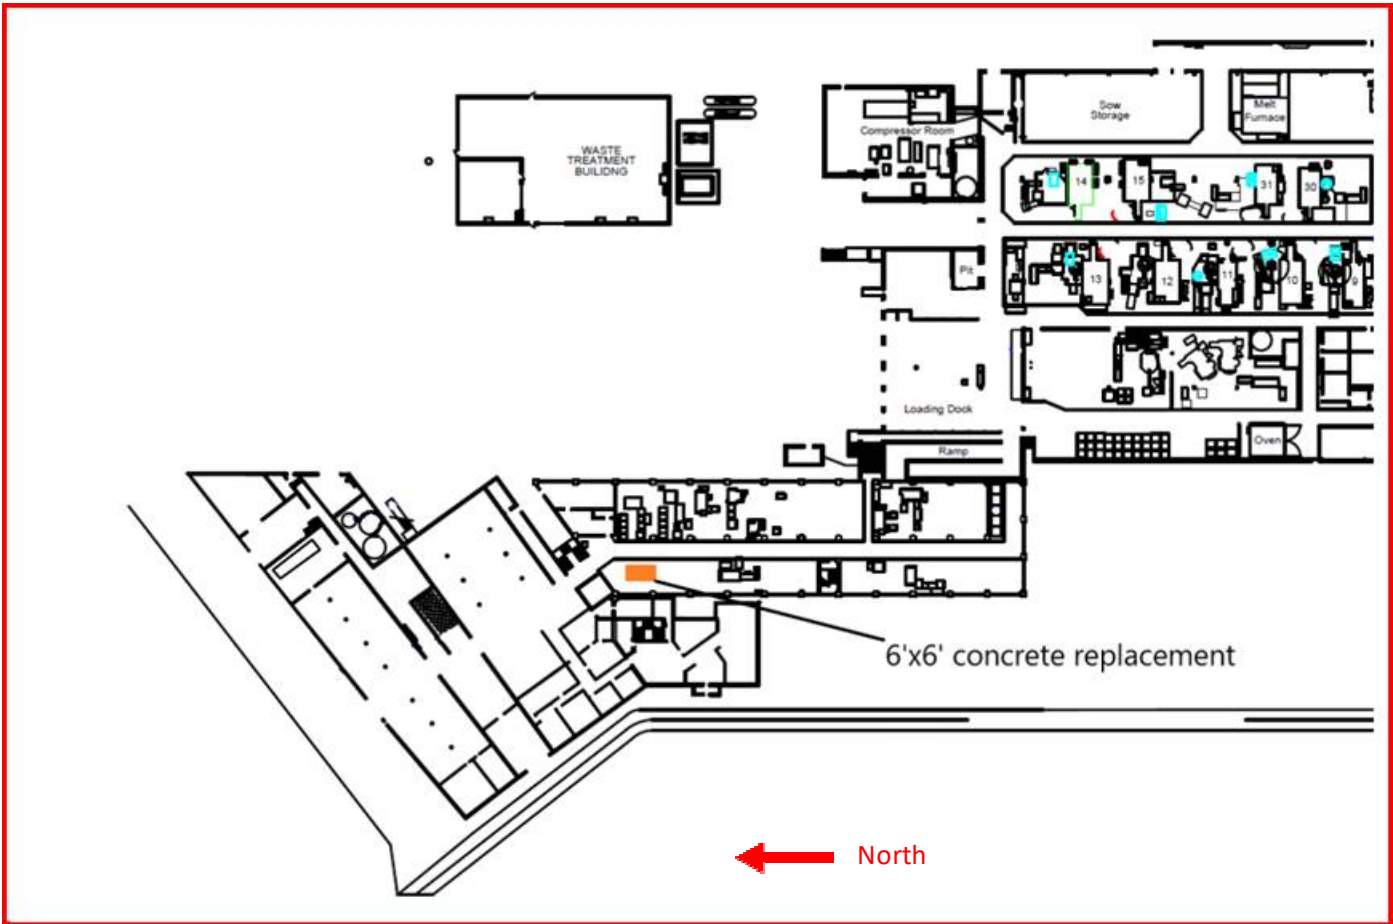 Sow
Storage
Melt
Furnace
Compressor Room
WASTE
TREATMENT
BUILIDNG
14
15
31
30
Pit
13
12
11
10
9
Loading Dock
Oven
Ramp
6'x6' concrete replacement
North